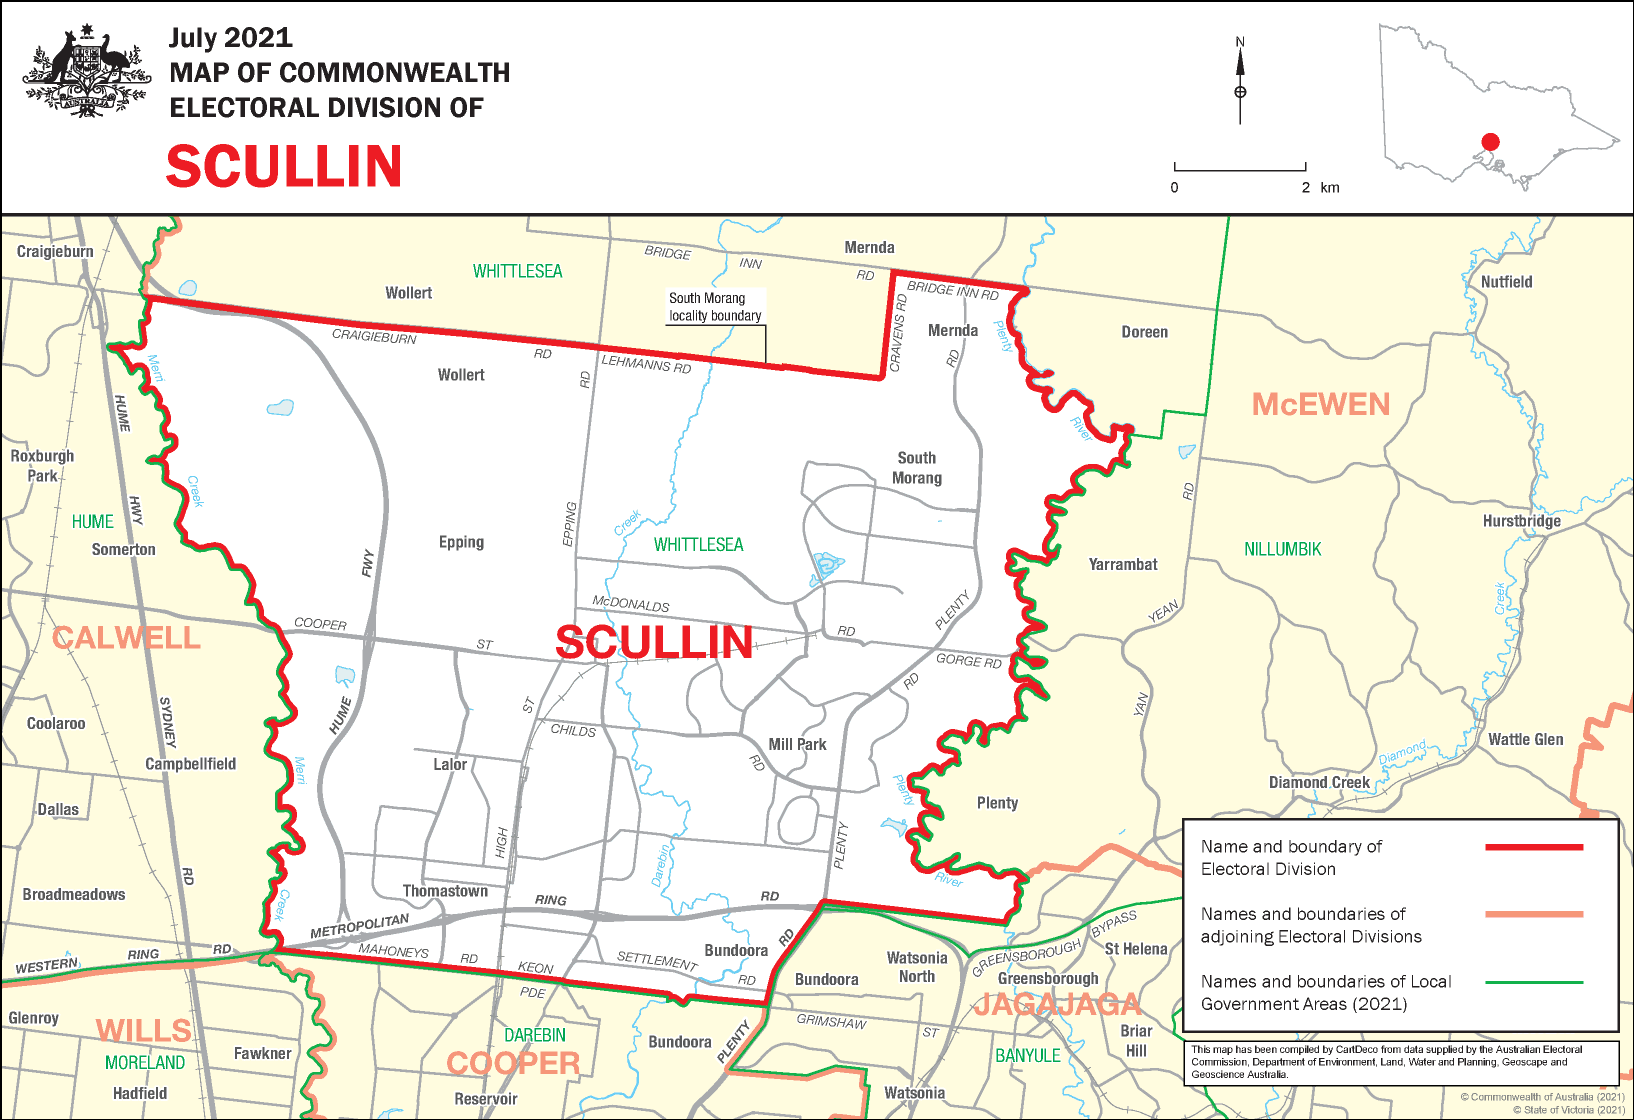 AUSTRALIA
July 2021
MAP OF COMMONWEALTH
ELECTORAL DIVISION OF
SCULLIN
N
0 2 km
Craigieburn
WHITTLESEA
Wollert
BRIDGE INN RD
Mernda
South Morang
locality boundary
BRIDGE INN RD
Mernda
CRAVENS RD
RD
Plenty
River
Doreen
Nutfield
CRAIGIEBURN RD
LEHMANNS RD
Wollert
RD
EPPING
Merri
Creek
HUME
HWY
McEWEN
Roxburgh
Park
HUME
Somerton
South
Morang
Epping
Creek
WHITTLESEA
FWY
RD
Hurstbridge
NILLUMBIK
Yarrambat
YEAN
Creek
McDONALDS
RD
PLENTY
CALWELL
COOPER
ST
SCULLIN
GORGE RD
RD
YAN
HUME
ST
CHILDS
RD
Mill Park
Coolaroo
SYDNEY
Campbellfield
Merri
Lalor
Wattle Glen
Diamond
Diamond Creek
Dallas
Plenty
Plenty
HIGH
PLENTY
Darebin
River
RD
Broadmeadows
Thomastown
Creek
METROPOLITAN
RING
RD
Name and boundary of
Electoral Division
Names and boundaries of
adjoining Electoral Divisions
Names and boundaries of Local
Government Areas (2021)
WESTERN
RING
RD
MAHONEYS
RD
KEON
PDE
SETTLEMENT
RD
Bundoora
RD
Bundoora
Watsonia
North
GREENSBOROUGH
BYPASS
St Helena
Greensborough
JAGAJAGA
Glenroy
WILLS
MORELAND
Fawkner
Hadfield
DAREBIN
COOPER
Reservoir
Bundoora
PLENTY
GRIMSHAW
ST
BANYULE
Briar
Hill
Watsonia
This map has been compiled by CartDeco from data supplied by the Australian Electoral
Commission, Department of Environment, Land, Water and Planning, Geoscape and
Geoscience Australia.
© Commonwealth of Australia (2021)
© State of Victoria (2021)